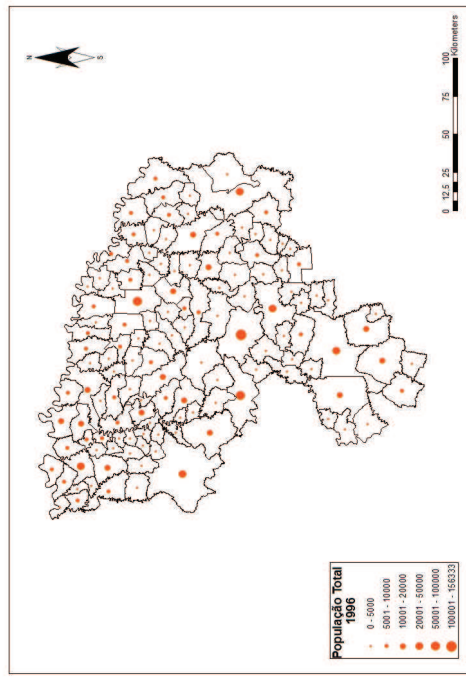 N
S
0 12.5 25 50 75 100
Kilometers
População Total
1996
0 - 5000
5001 - 10000
10001 - 20000
20001 - 50000
50001 - 100000
100001 - 156333